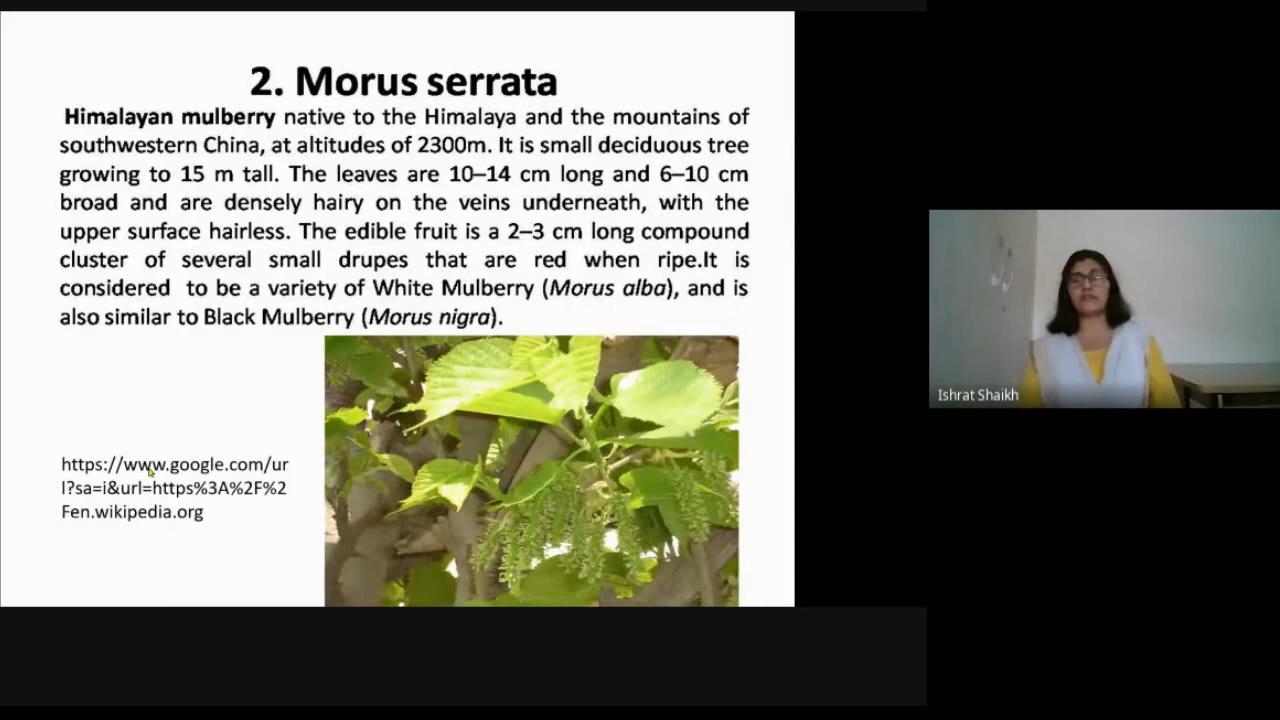 2. Morus serrata
Himalayan mulberry native to the Himalaya and the mountains of
southwestern China, at altitudes of 2300m. It is small deciduous tree
growing to 15 m tall. The leaves are 10–14 cm long and 6–10 cm
broad and are densely hairy on the veins underneath, with the
upper surface hairless. The edible fruit is a 2–3 cm long compound
cluster of several small drupes that are red when ripe.It is
considered to be a variety of White Mulberry (Morus alba), and is
also similar to Black Mulberry (Morus nigra).
https://www.google.com/ur
l?sa=i&url=https%3A%2F%2
Fen.wikipedia.org
Ishrat Shaikh